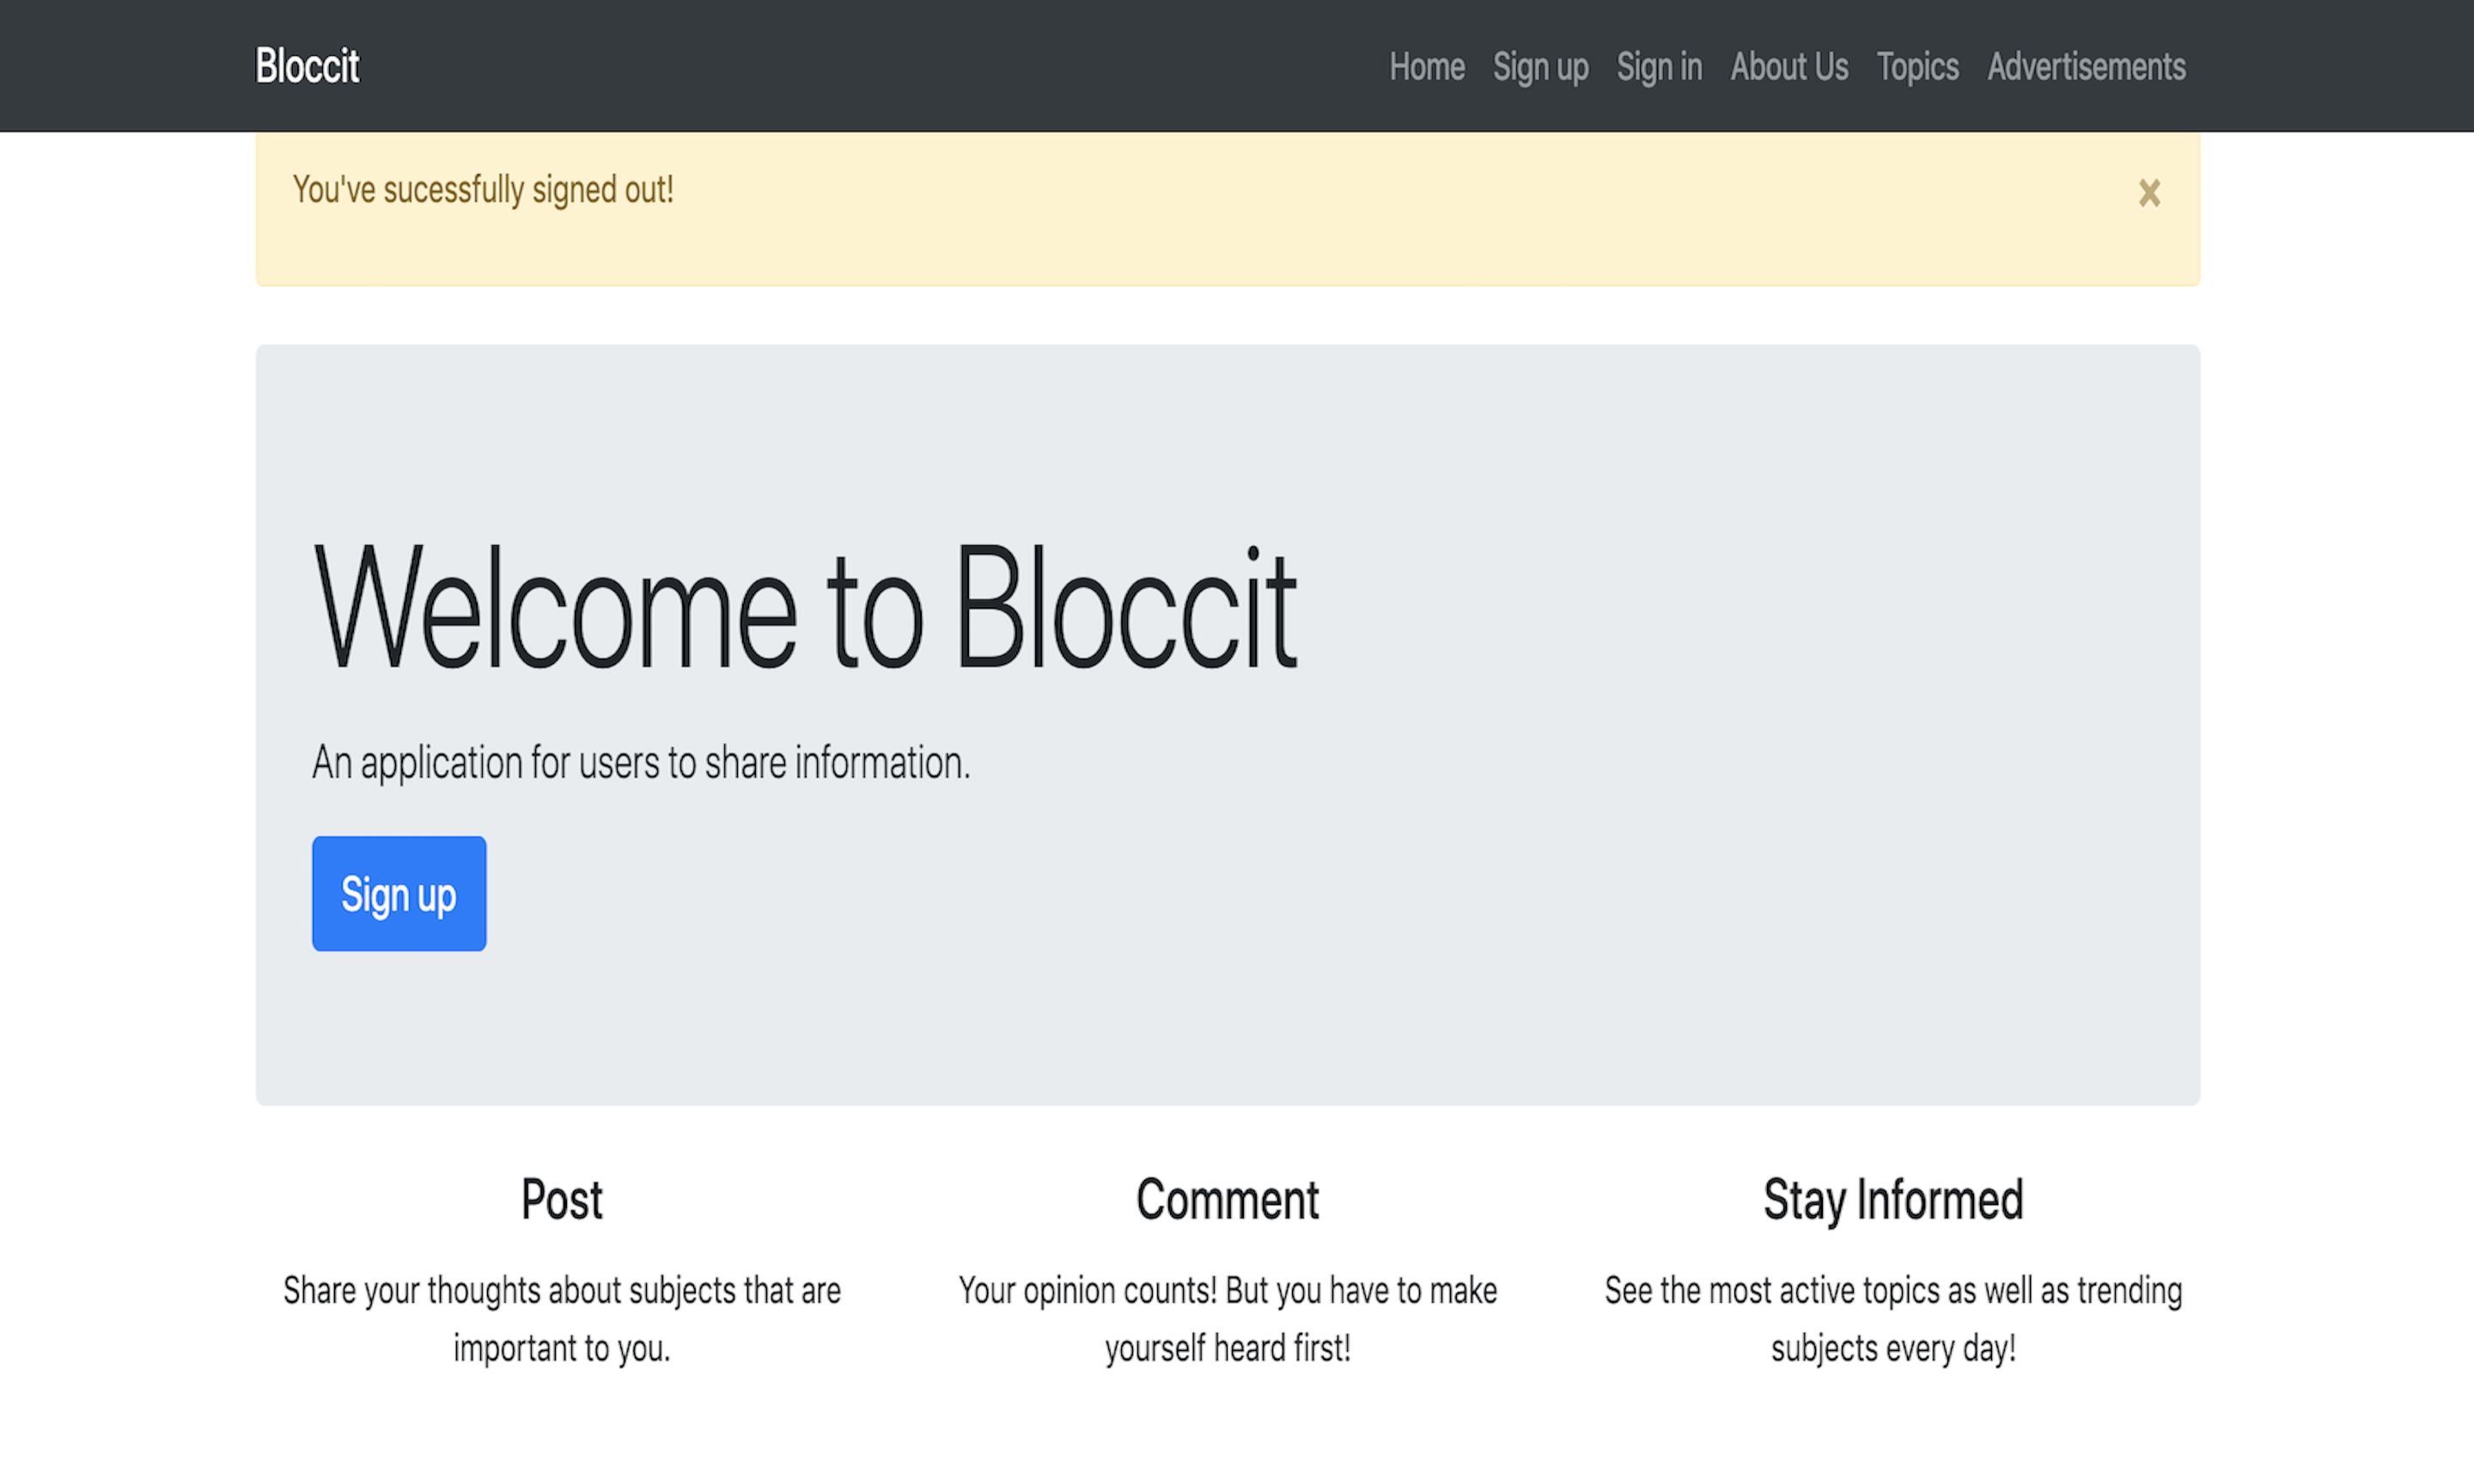 Bloccit
Home Sign up Sign in About Us Topics Advertisements
You've sucessfully signed out!
×
Welcome to Bloccit
An application for users to share information.
Sign up
Post
Share your thoughts about subjects that are
important to you.
Comment
Your opinion counts! But you have to make
yourself heard first!
Stay Informed
See the most active topics as well as trending
subjects every day!